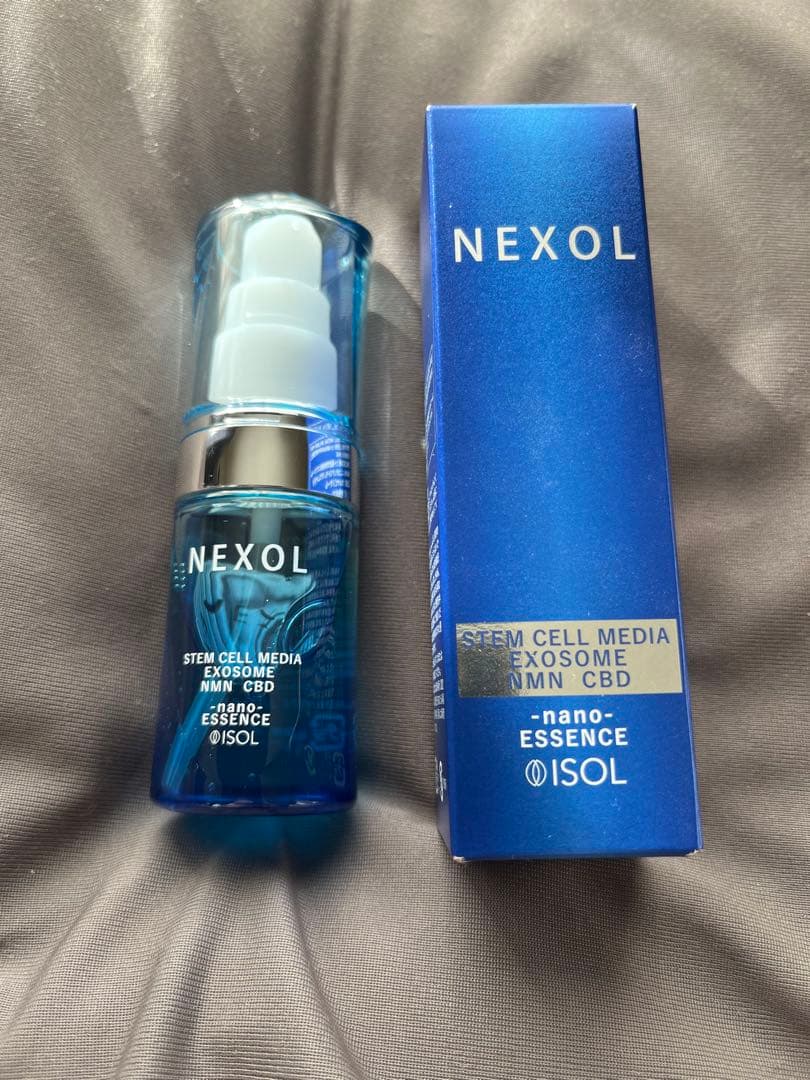 NEXOL
STEM CELL MEDIA
EXOSOME
NMN CBD
-nano-
ESSENCE
ISOL
NEXOL
STEM CELL MEDIA
EXOSOME
NMN CBD
-nano-
ESSENCE
ISOL